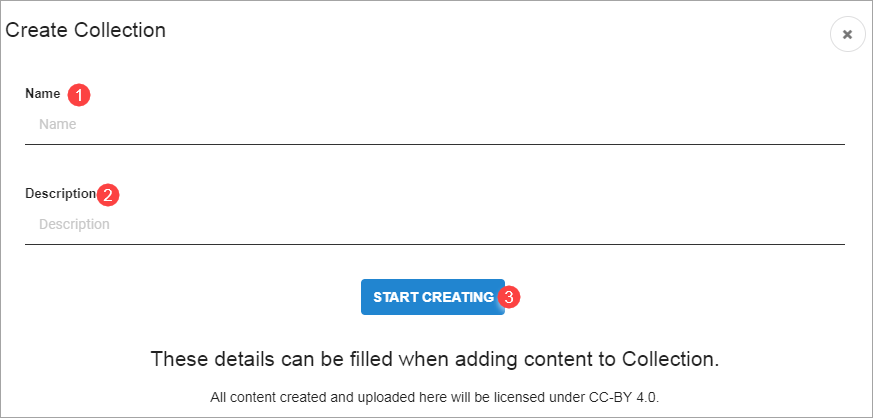 Create Collection
Name 1
Name
Description 2
Description
START CREATING 3
These details can be filled when adding content to Collection.
All content created and uploaded here will be licensed under CC-BY 4.0.